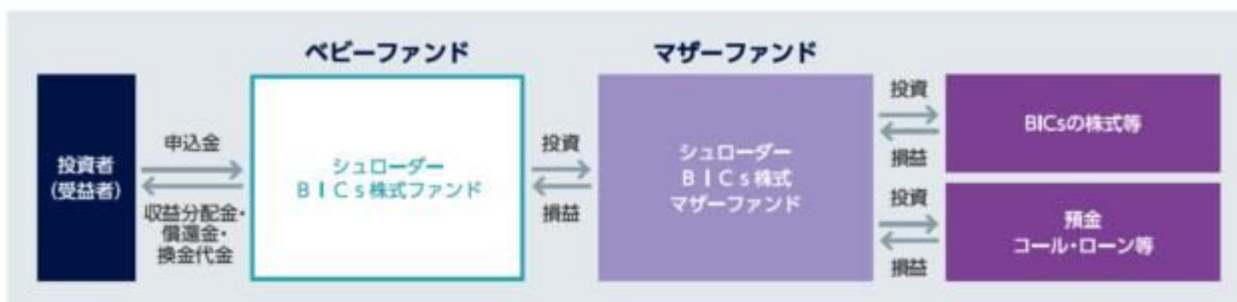 ベビーファンド
マザーファンド
投資者
(受益者)
申込金
収益分配金・
償還金・
換金代金
シュローダー
BICs株式ファンド
投資
損益
シュローダー
BICs株式
マザーファンド
投資
損益
BICsの株式等
投資
損益
預金
コール・ローン等